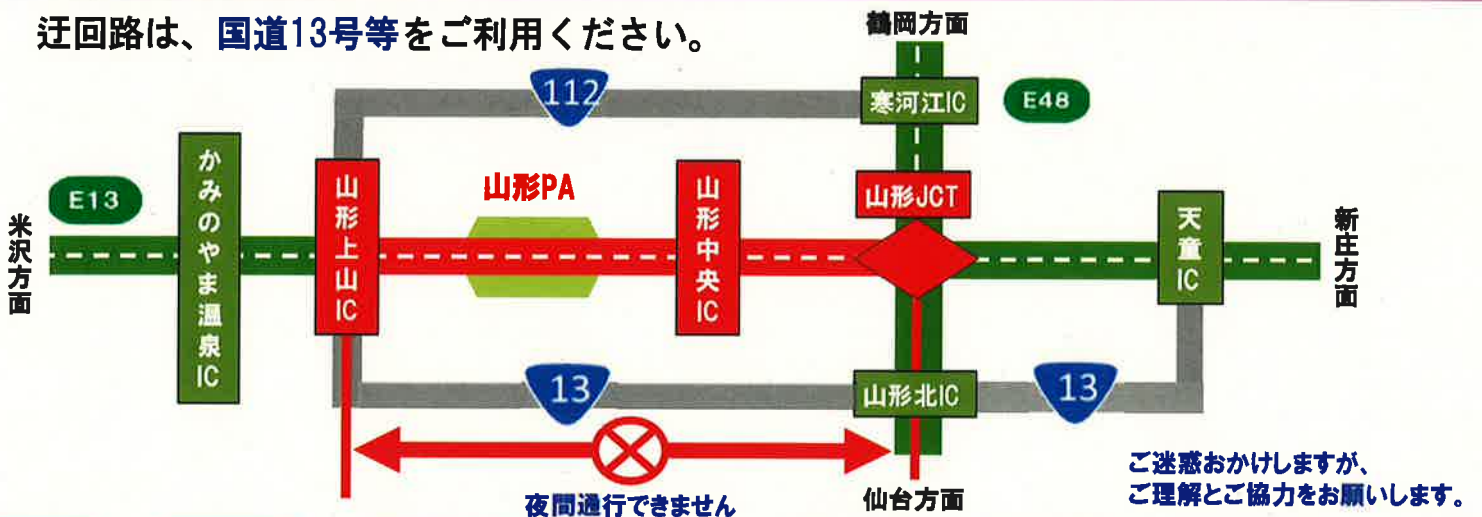 迂回路は、国道13号等をご利用ください。
鶴岡方面
112
寒河江IC
E48
かみのやま温泉IC
山形上山IC
山形PA
山形中央IC
山形JCT
天童IC
E13
米沢方面
新庄方面
13
山形北IC
13
夜間通行できません
仙台方面
ご迷惑おかけしますが、
ご理解とご協力をお願いします。